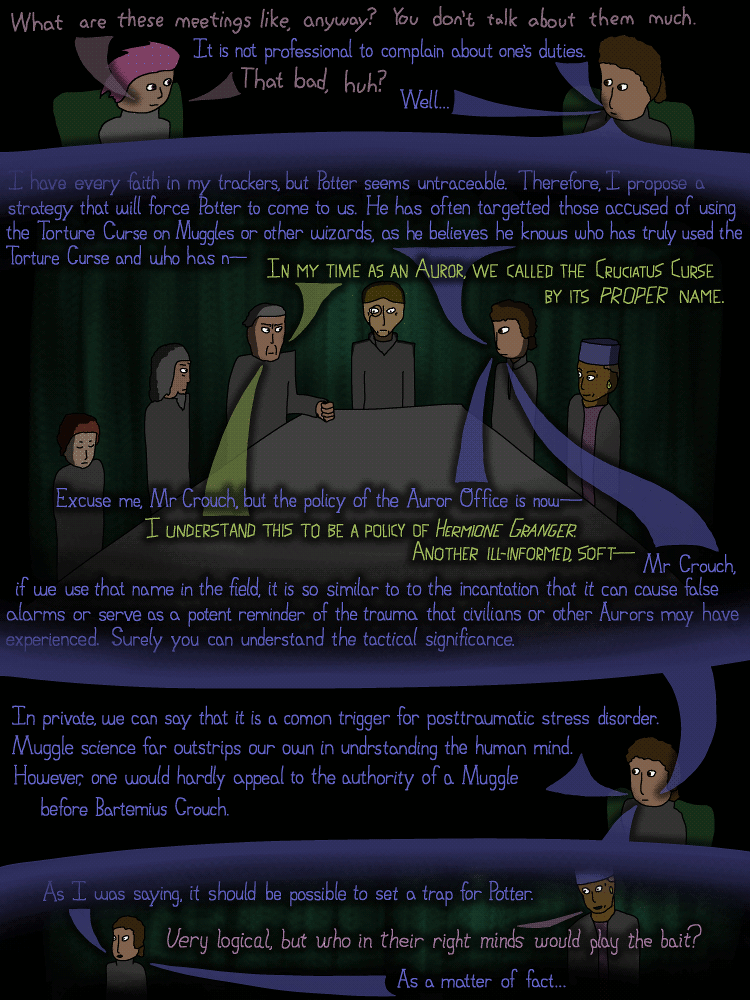 What are these meetings like, anyway? You don't talk about them much.
It is not professional to complain about one's duties.
That bad, huh?
Well...
I have every faith in my trackers, but Potter seems untraceable. Therefore, I propose a
strategy that will force Potter to come to us. He has often targetted those accused of using
the Torture Curse on Muggles or other wizards, as he believes he knows who has truly used the
Torture Curse and who has n—
In my time as an Auror, we called the Cruciatus Curse
by its PROPER name.
Excuse me, Mr Crouch, but the policy of the Auror Office is now—
I understand this to be a policy of Hermione Granger.
Another ill-informed, soft—
Mr Crouch,
if we use that name in the field, it is so similar to to the incantation that it can cause false
alarms or serve as a potent reminder of the trauma that civilians or other Aurors may have
experienced. Surely you can understand the tactical significance.
In private, we can say that it is a comon trigger for posttraumatic stress disorder.
Muggle science far outstrips our own in undrstanding the human mind.
However, one would hardly appeal to the authority of a Muggle
before Bartemius Crouch.
As I was saying, it should be possible to set a trap for Potter.
Very logical, but who in their right minds would play the bait?
As a matter of fact...